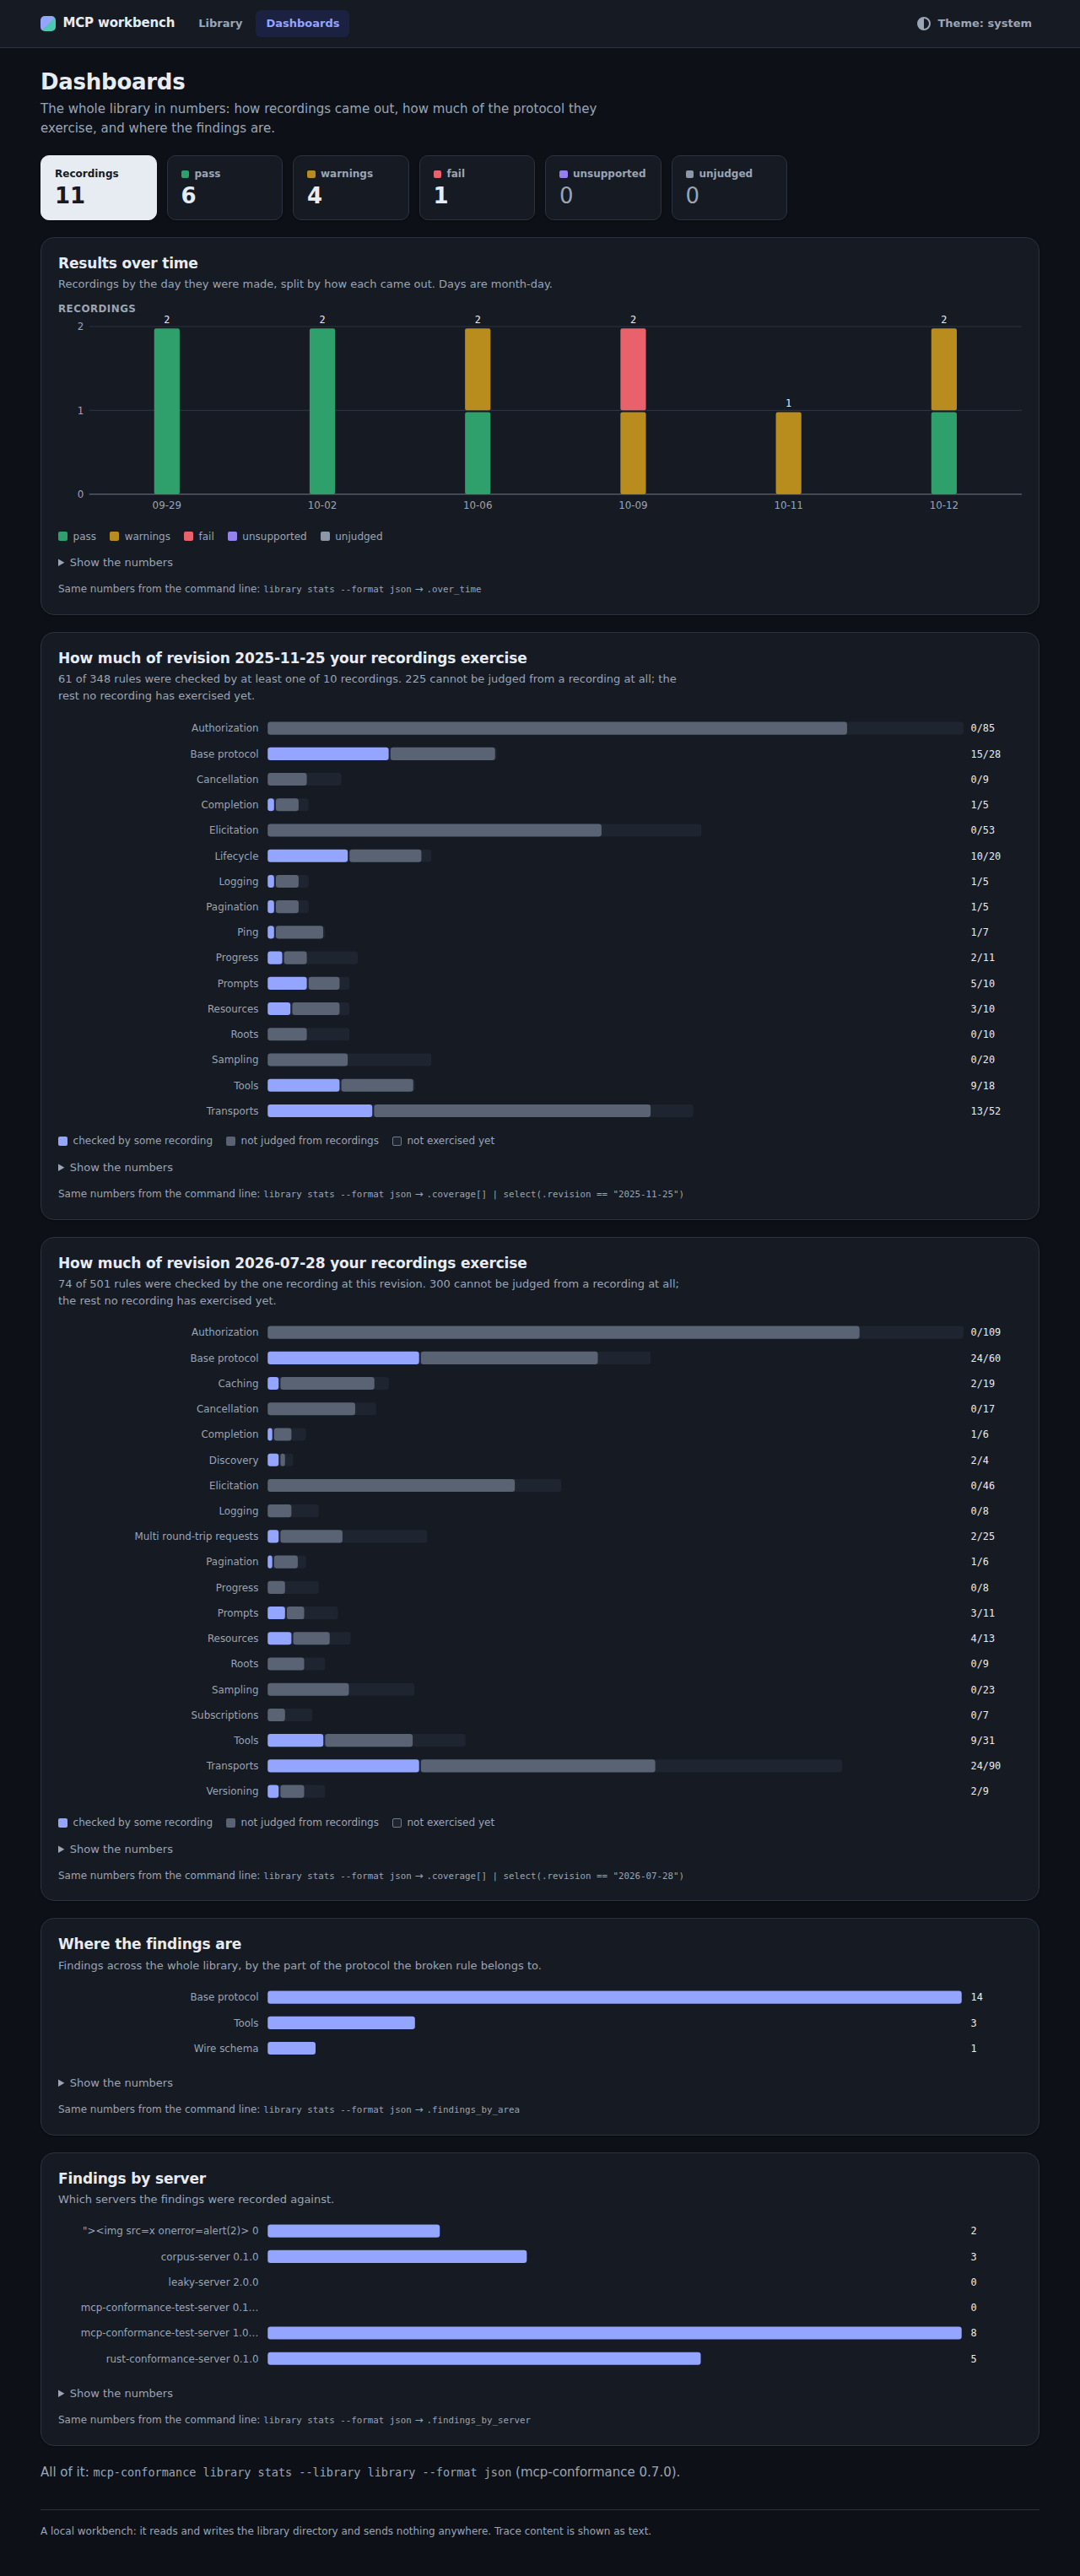 MCP workbench Library Dashboards Theme: system
Dashboards
The whole library in numbers: how recordings came out, how much of the protocol they
exercise, and where the findings are.
Recordings pass warnings fail unsupported unjudged
11 6 4 1 0 0
Results over time
Recordings by the day they were made, split by how each came out. Days are month-day.
RECORDINGS
2 2 2 2 2
2
1
1
0
09-29 10-02 10-06 10-09 10-11 10-12
pass warnings fail unsupported unjudged
Show the numbers
Same numbers from the command line: library stats --format json → .over_time
How much of revision 2025-11-25 your recordings exercise
61 of 348 rules were checked by at least one of 10 recordings. 225 cannot be judged from a recording at all; the
rest no recording has exercised yet.
Authorization 0/85
Base protocol 15/28
Cancellation 0/9
Completion 1/5
Elicitation 0/53
Lifecycle 10/20
Logging 1/5
Pagination 1/5
Ping 1/7
Progress 2/11
Prompts 5/10
Resources 3/10
Roots 0/10
Sampling 0/20
Tools 9/18
Transports 13/52
checked by some recording not judged from recordings not exercised yet
Show the numbers
Same numbers from the command line: library stats --format json → .coverage[] | select(.revision == "2025-11-25")
How much of revision 2026-07-28 your recordings exercise
74 of 501 rules were checked by the one recording at this revision. 300 cannot be judged from a recording at all;
the rest no recording has exercised yet.
Authorization 0/109
Base protocol 24/60
Caching 2/19
Cancellation 0/17
Completion 1/6
Discovery 2/4
Elicitation 0/46
Logging 0/8
Multi round-trip requests 2/25
Pagination 1/6
Progress 0/8
Prompts 3/11
Resources 4/13
Roots 0/9
Sampling 0/23
Subscriptions 0/7
Tools 9/31
Transports 24/90
Versioning 2/9
checked by some recording not judged from recordings not exercised yet
Show the numbers
Same numbers from the command line: library stats --format json → .coverage[] | select(.revision == "2026-07-28")
Where the findings are
Findings across the whole library, by the part of the protocol the broken rule belongs to.
Base protocol 14
Tools 3
Wire schema 1
Show the numbers
Same numbers from the command line: library stats --format json → .findings_by_area
Findings by server
Which servers the findings were recorded against.
"><img src=x onerror=alert(2)> 0 2
corpus-server 0.1.0 3
leaky-server 2.0.0 0
mcp-conformance-test-server 0.1… 0
mcp-conformance-test-server 1.0… 8
rust-conformance-server 0.1.0 5
Show the numbers
Same numbers from the command line: library stats --format json → .findings_by_server
All of it: mcp-conformance library stats --library library --format json (mcp-conformance 0.7.0).
A local workbench: it reads and writes the library directory and sends nothing anywhere. Trace content is shown as text.